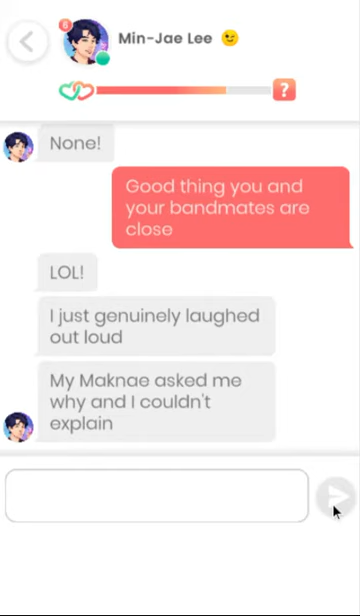 6
Min-Jae Lee 😉
?
None!
Good thing you and
your bandmates are
close
LOL!
I just genuinely laughed
out loud
My Maknae asked me
why and I couldn't
explain